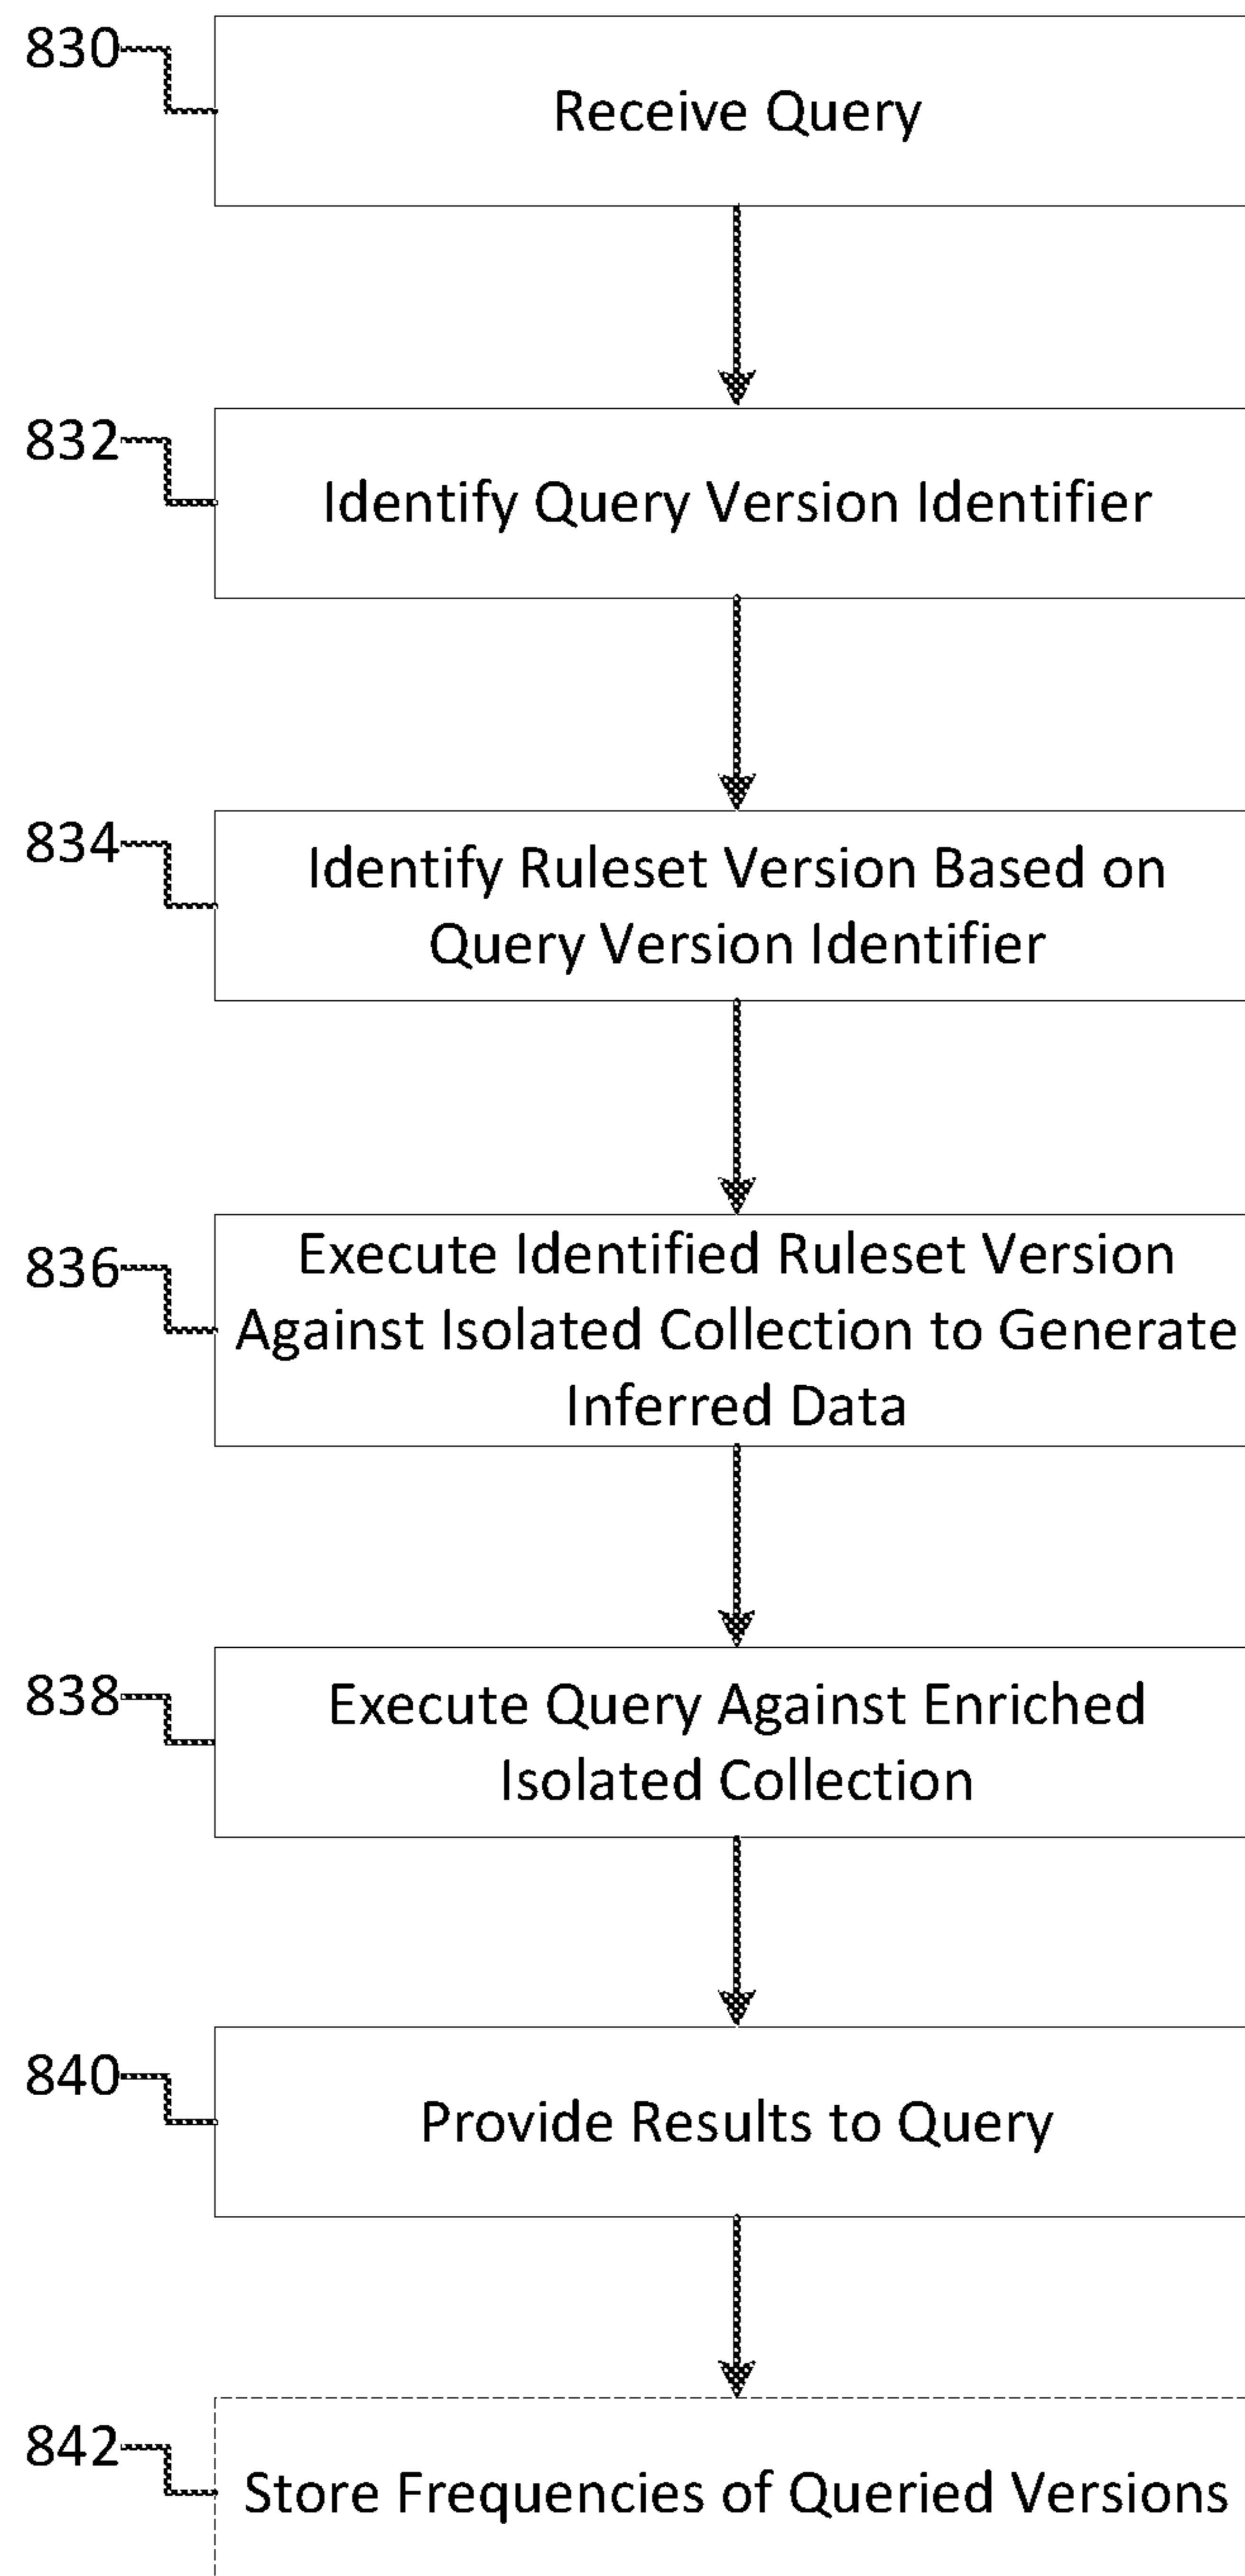 830
Receive Query
832
Identify Query Version Identifier
834
Identify Ruleset Version Based on
Query Version Identifier
836
Execute Identified Ruleset Version
Against Isolated Collection to Generate
Inferred Data
838
Execute Query Against Enriched
Isolated Collection
840
Provide Results to Query
842
Store Frequencies of Queried Versions